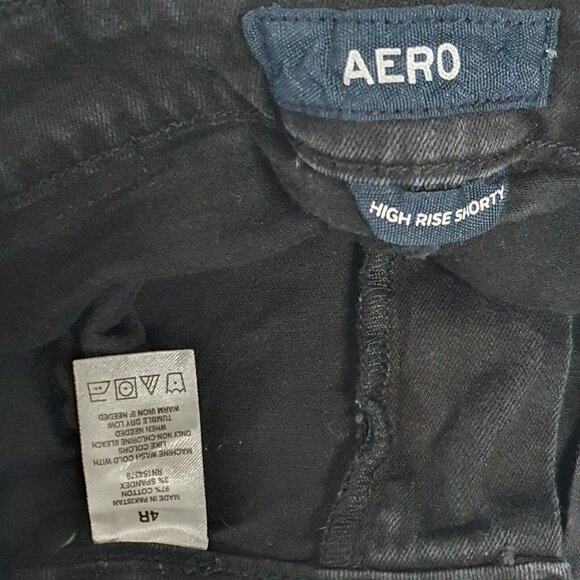 AERO
HIGH RISE SHORTY
4R
97% COTTON
3% SPANDEX
MADE IN PAKISTAN
RN154379
MACHINE WASH COLD WITH
LIKE COLORS
ONLY NON-CHLORINE BLEACH
WHEN NEEDED
TUMBLE DRY LOW
WARM IRON IF NEEDED